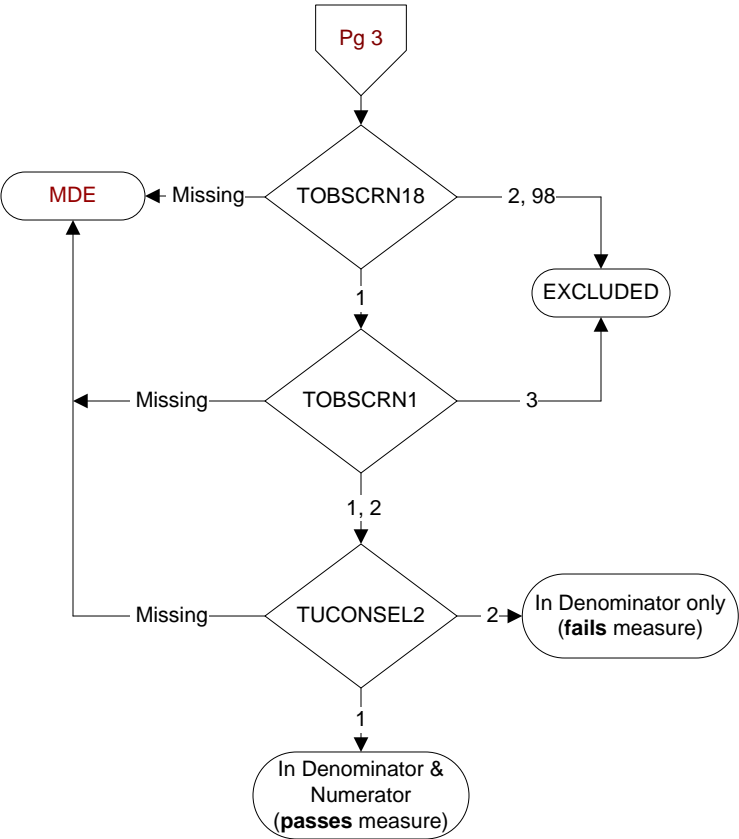 Pg 3
MDE
Missing
TOBSCRN18
2, 98
EXCLUDED
1
Missing
TOBSCRN1
3
1, 2
Missing
TUCONSEL2
2
In Denominator only
(fails measure)
1
In Denominator &
Numerator
(passes measure)